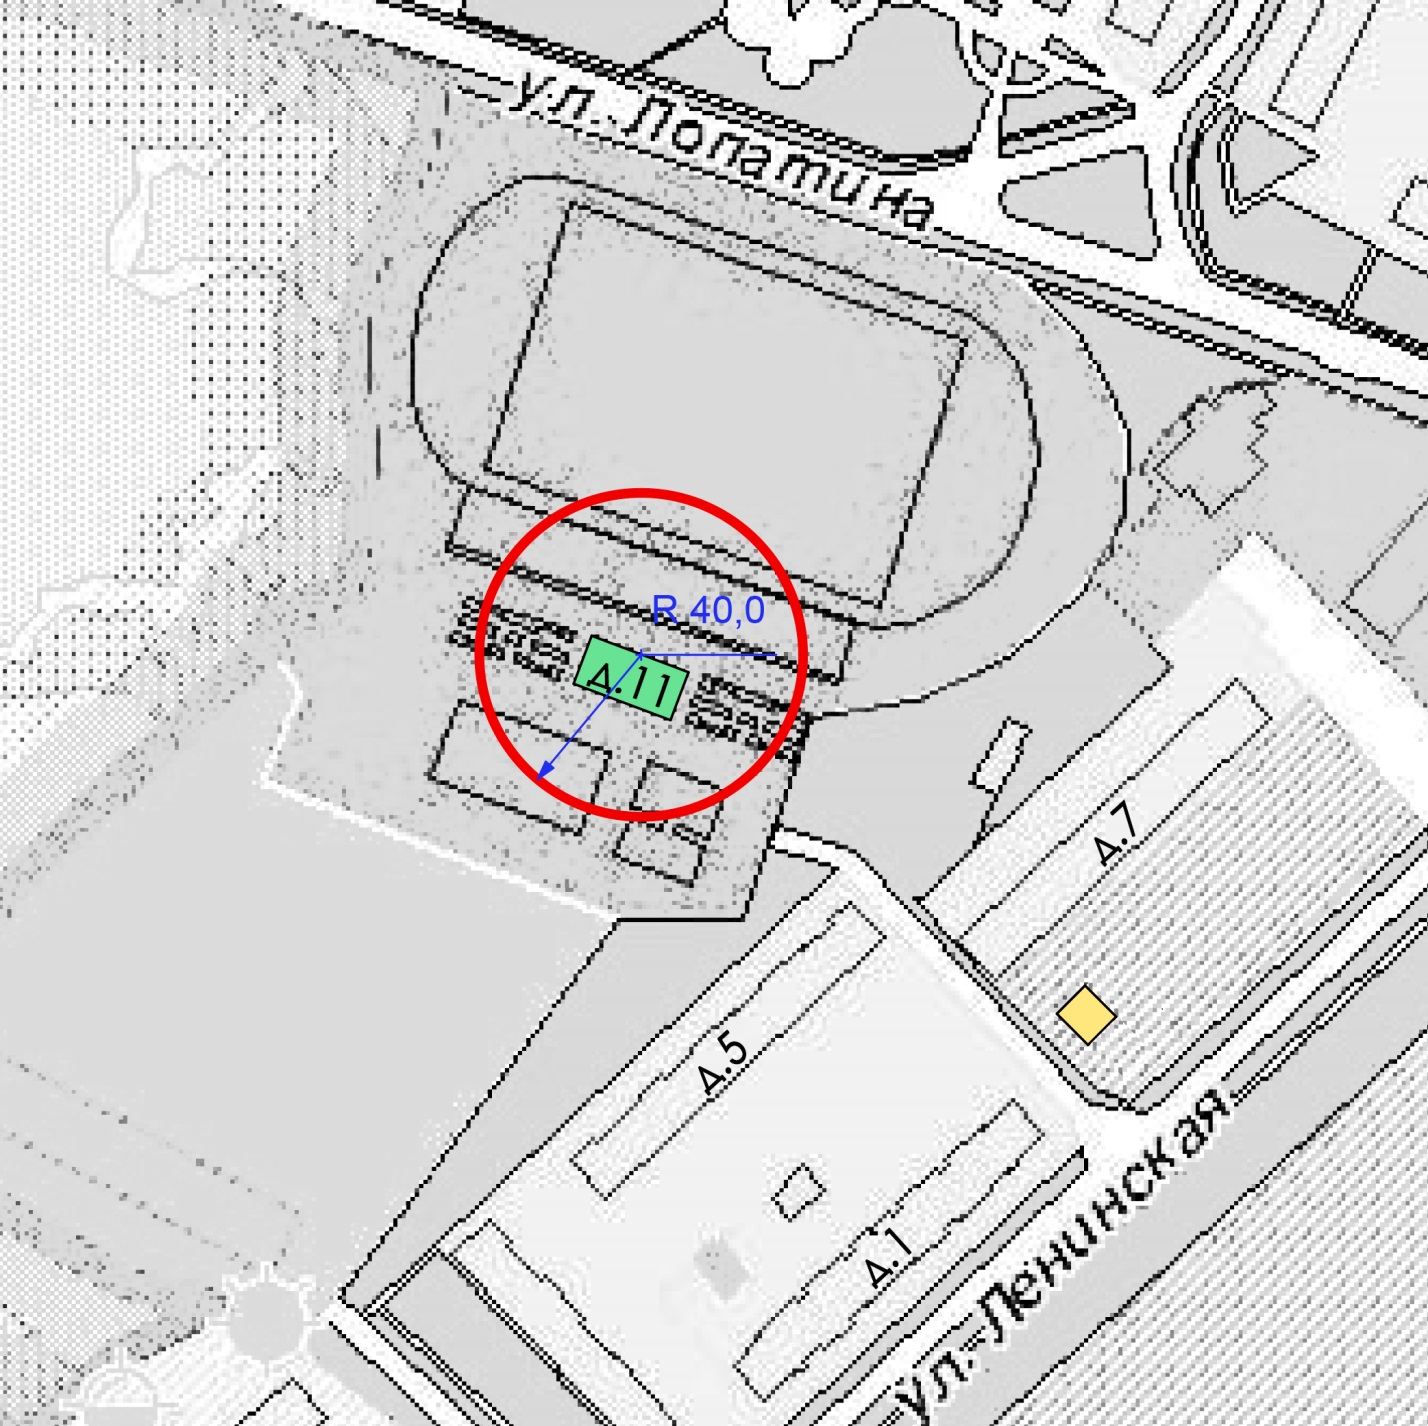 ул. Лопатина
R 40,0
д.11
д.7
д.5
д.1
ул. Ленинская